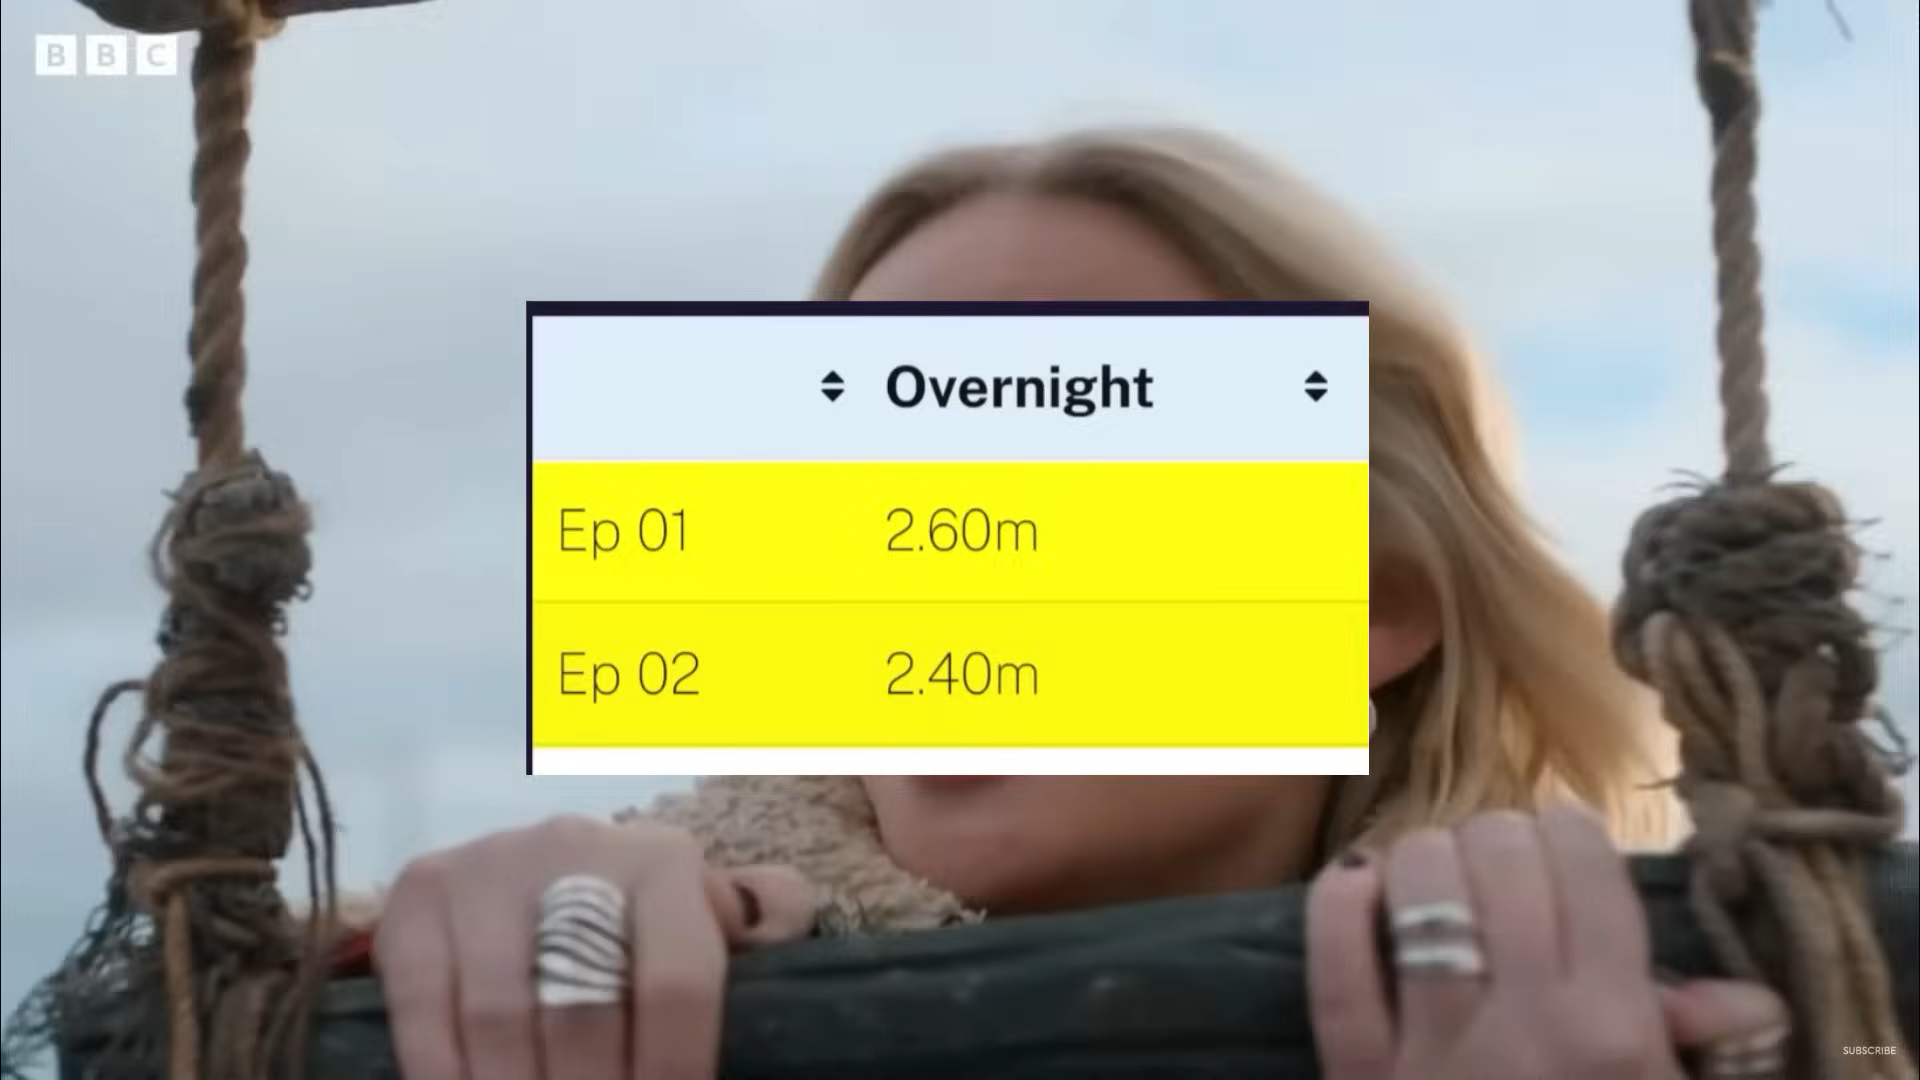 BBC
Overnight
Ep 01 2.60m
Ep 02 2.40m
SUBSCRIBE